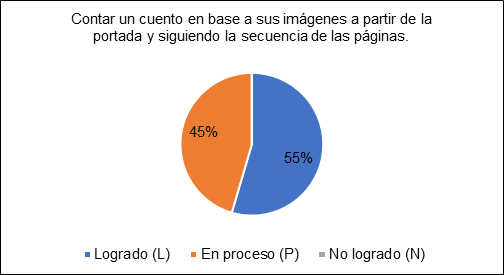 Contar un cuento en base a sus imágenes a partir de la
portada y siguiendo la secuencia de las páginas.
45%
55%
Logrado (L) En proceso (P) No logrado (N)